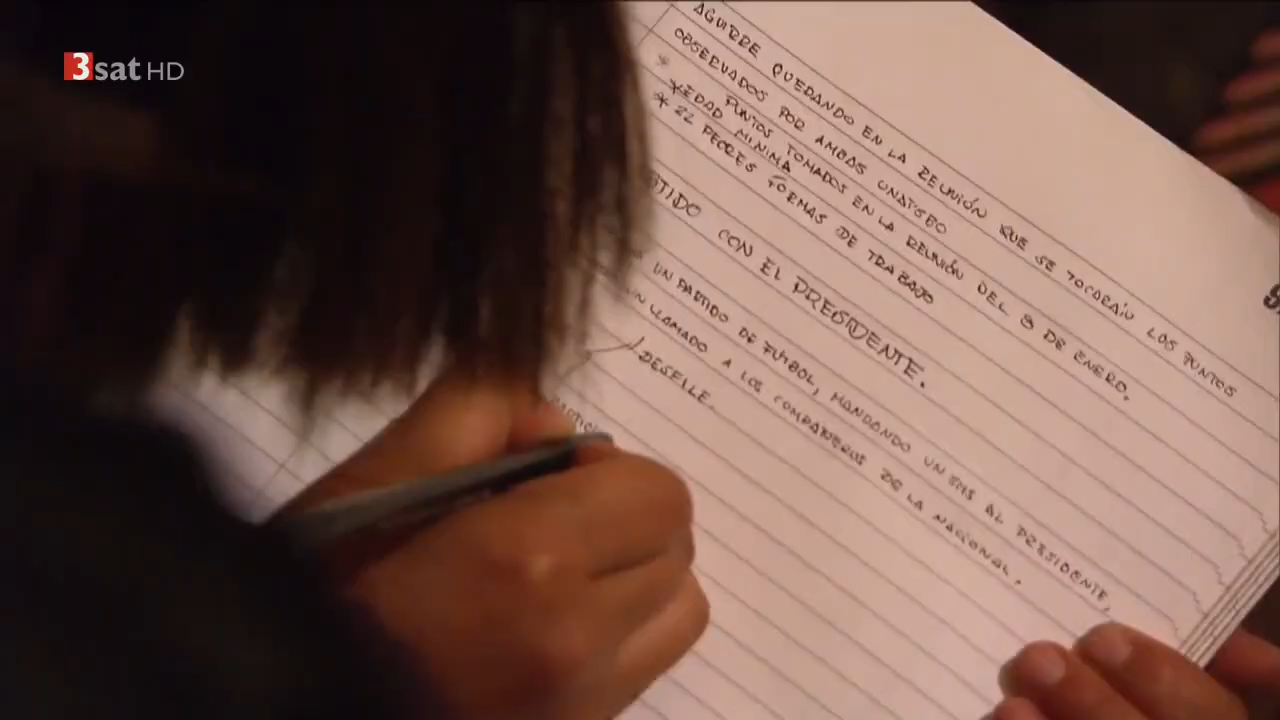 3sat HD
AGUIRRE QUEDANDO EN LA REUNIÓN QUE SE TOCARÁN LOS PUNTOS
OBSERVADOS POR AMBOS
* PUNTOS TOMADOS EN LA REUNIÓN DEL 8 DE ENERO.
* EDAD MINIMA
* 22 PEORES FORMAS DE TRABAJO
TIDO CON EL PRESIDENTE.
UN PARTIDO DE FUTBOL, MANDANDO UN SMS AL PRESIDENTE,
UN LLAMADO A LOS COMPAÑEROS DE LA NACIONAL.
DESFILE.